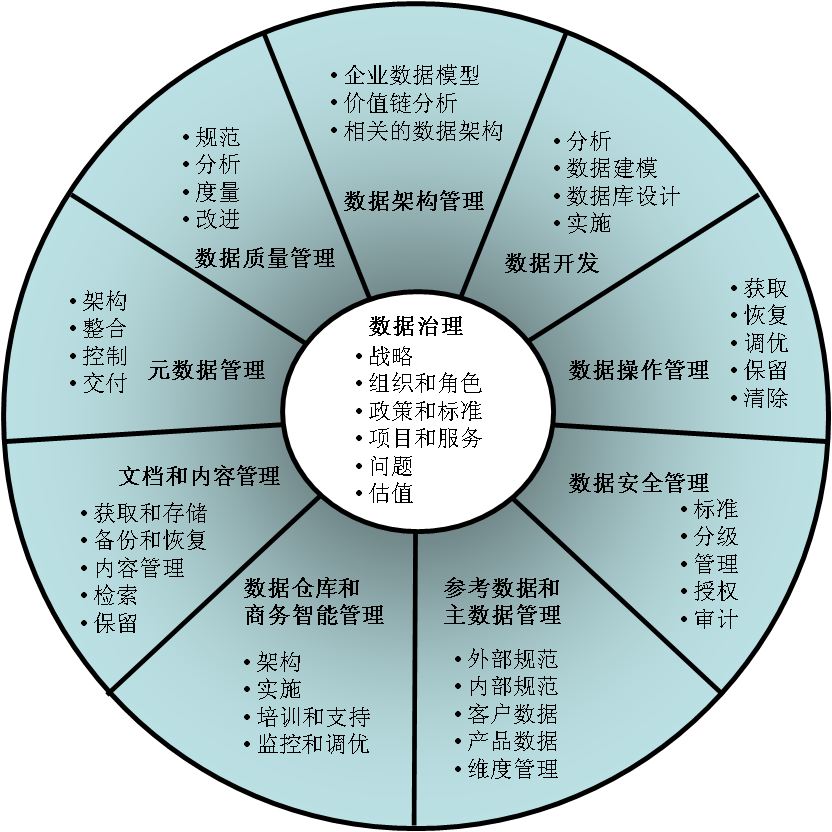 • 企业数据模型
• 价值链分析
• 相关的数据架构
数据架构管理
• 分析
• 数据建模
• 数据库设计
• 实施
数据开发
• 获取
• 恢复
• 调优
• 保留
• 清除
数据操作管理
数据安全管理
• 标准
• 分级
• 管理
• 授权
• 审计
参考数据和
主数据管理
• 外部规范
• 内部规范
• 客户数据
• 产品数据
• 维度管理
数据仓库和
商务智能管理
• 架构
• 实施
• 培训和支持
• 监控和调优
文档和内容管理
• 获取和存储
• 备份和恢复
• 内容管理
• 检索
• 保留
• 架构
• 整合
• 控制
• 交付
元数据管理
• 规范
• 分析
• 度量
• 改进
数据质量管理
数据治理
• 战略
• 组织和角色
• 政策和标准
• 项目和服务
• 问题
• 估值